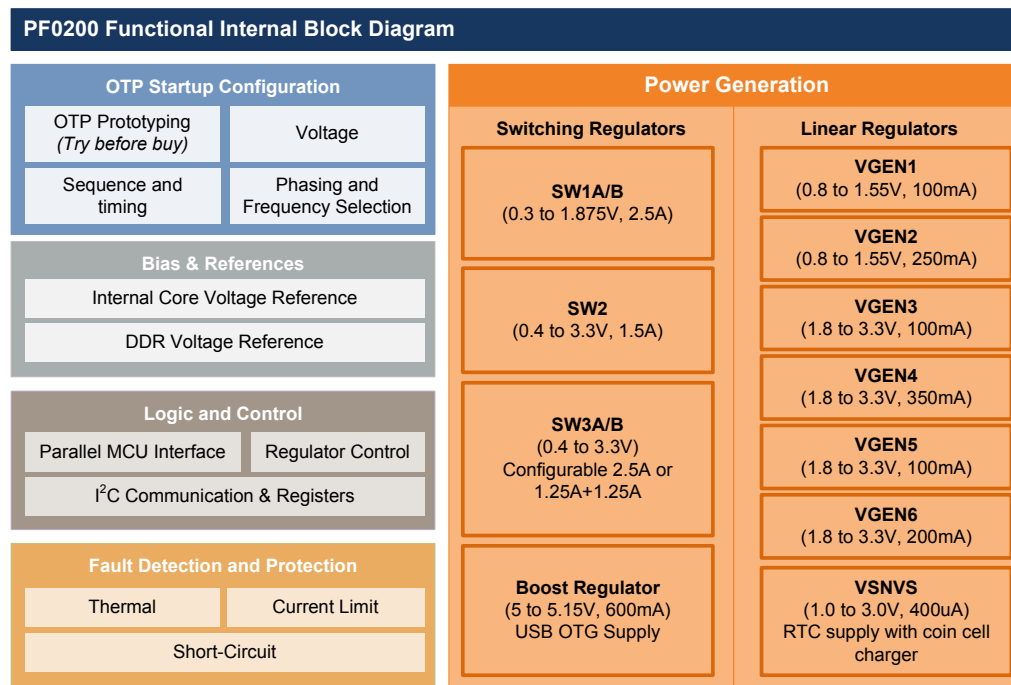 PF0200 Functional Internal Block Diagram
OTP Startup Configuration
OTP Prototyping
(Try before buy)
Voltage
Sequence and
timing
Phasing and
Frequency Selection
Bias & References
Internal Core Voltage Reference
DDR Voltage Reference
Logic and Control
Parallel MCU Interface
Regulator Control
I²C Communication & Registers
Fault Detection and Protection
Thermal
Current Limit
Short-Circuit
Power Generation
Switching Regulators
SW1A/B
(0.3 to 1.875V, 2.5A)
SW2
(0.4 to 3.3V, 1.5A)
SW3A/B
(0.4 to 3.3V)
Configurable 2.5A or
1.25A+1.25A
Boost Regulator
(5 to 5.15V, 600mA)
USB OTG Supply
Linear Regulators
VGEN1
(0.8 to 1.55V, 100mA)
VGEN2
(0.8 to 1.55V, 250mA)
VGEN3
(1.8 to 3.3V, 100mA)
VGEN4
(1.8 to 3.3V, 350mA)
VGEN5
(1.8 to 3.3V, 100mA)
VGEN6
(1.8 to 3.3V, 200mA)
VSNVS
(1.0 to 3.0V, 400uA)
RTC supply with coin cell
charger